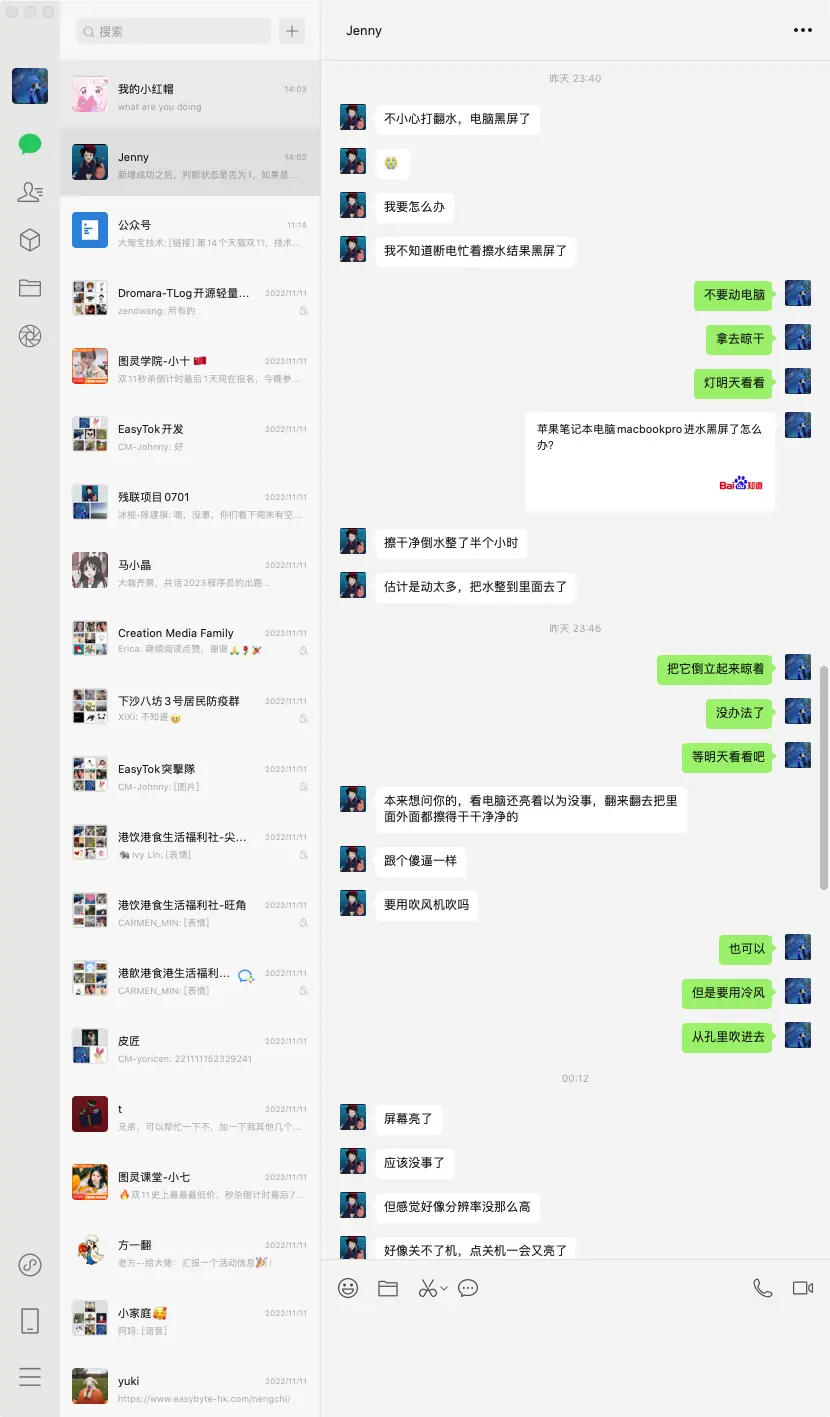 搜索
我的小红帽
14:03
what are you doing
Jenny
14:02
新增成功之后，判断状态是否为1，如果是...
公众号
11:14
大淘宝技术: [链接] 第14个天猫双11，技术...
Dromara-TLog开源轻量...
2022/11/11
zendwang: 所有的
图灵学院-小十🇨🇳
2022/11/11
双11秒杀倒计时最后1天现在报名，今晚参...
EasyTok开发
2022/11/11
CM-Johnny: 好
残联项目0701
2022/11/11
冰棍-陈建祺: 嗯，没事，你们看下周末有空...
马小晶
2022/11/11
大咖齐聚，共话2023程序员的出路...
Creation Media Family
2022/11/11
Erica: 麻烦阅读点赞，谢谢🙏🌹🎉
下沙八坊3号居民防疫群
2022/11/11
XiXi: 不知道
EasyTok突擊隊
2022/11/11
CM-Johnny: [图片]
港饮港食生活福利社-尖...
2022/11/11
🐘Ivy Lin: [表情]
港饮港食生活福利社-旺角
2022/11/11
CARMEN_MIN: [表情]
港飲港食港生活福利...
2022/11/11
CARMEN_MIN: [表情]
皮匠
2022/11/11
CM-yoricen: 221111152329241
t
2022/11/11
兄弟，可以帮忙一下不，加一下我其他几个...
图灵课堂-小七
2022/11/11
🔥双11史上最最最低价，秒杀倒计时最后7...
方一翻
2022/11/11
老方--给大佬：汇报一个活动信息🎉！
小家庭🥰
2022/11/11
阿妈: [语音]
yuki
2022/11/11
https://www.easybyte-hk.com/nengchi/
Jenny
昨天 23:40
不小心打翻水，电脑黑屏了
😭
我要怎么办
我不知道断电忙着擦水结果黑屏了
不要动电脑
拿去晾干
灯明天看看
苹果笔记本电脑macbookpro进水黑屏了怎么
办?
Bai知道
擦干净倒水整了半个小时
估计是动太多，把水整到里面去了
昨天 23:46
把它倒立起来晾着
没办法了
等明天看看吧
本来想问你的，看电脑还亮着以为没事，翻来翻去把里
面外面都擦得干干净净的
跟个傻逼一样
要用吹风机吹吗
也可以
但是要用冷风
从孔里吹进去
00:12
屏幕亮了
应该没事了
但感觉好像分辨率没那么高
好像关不了机，点关机一会又亮了